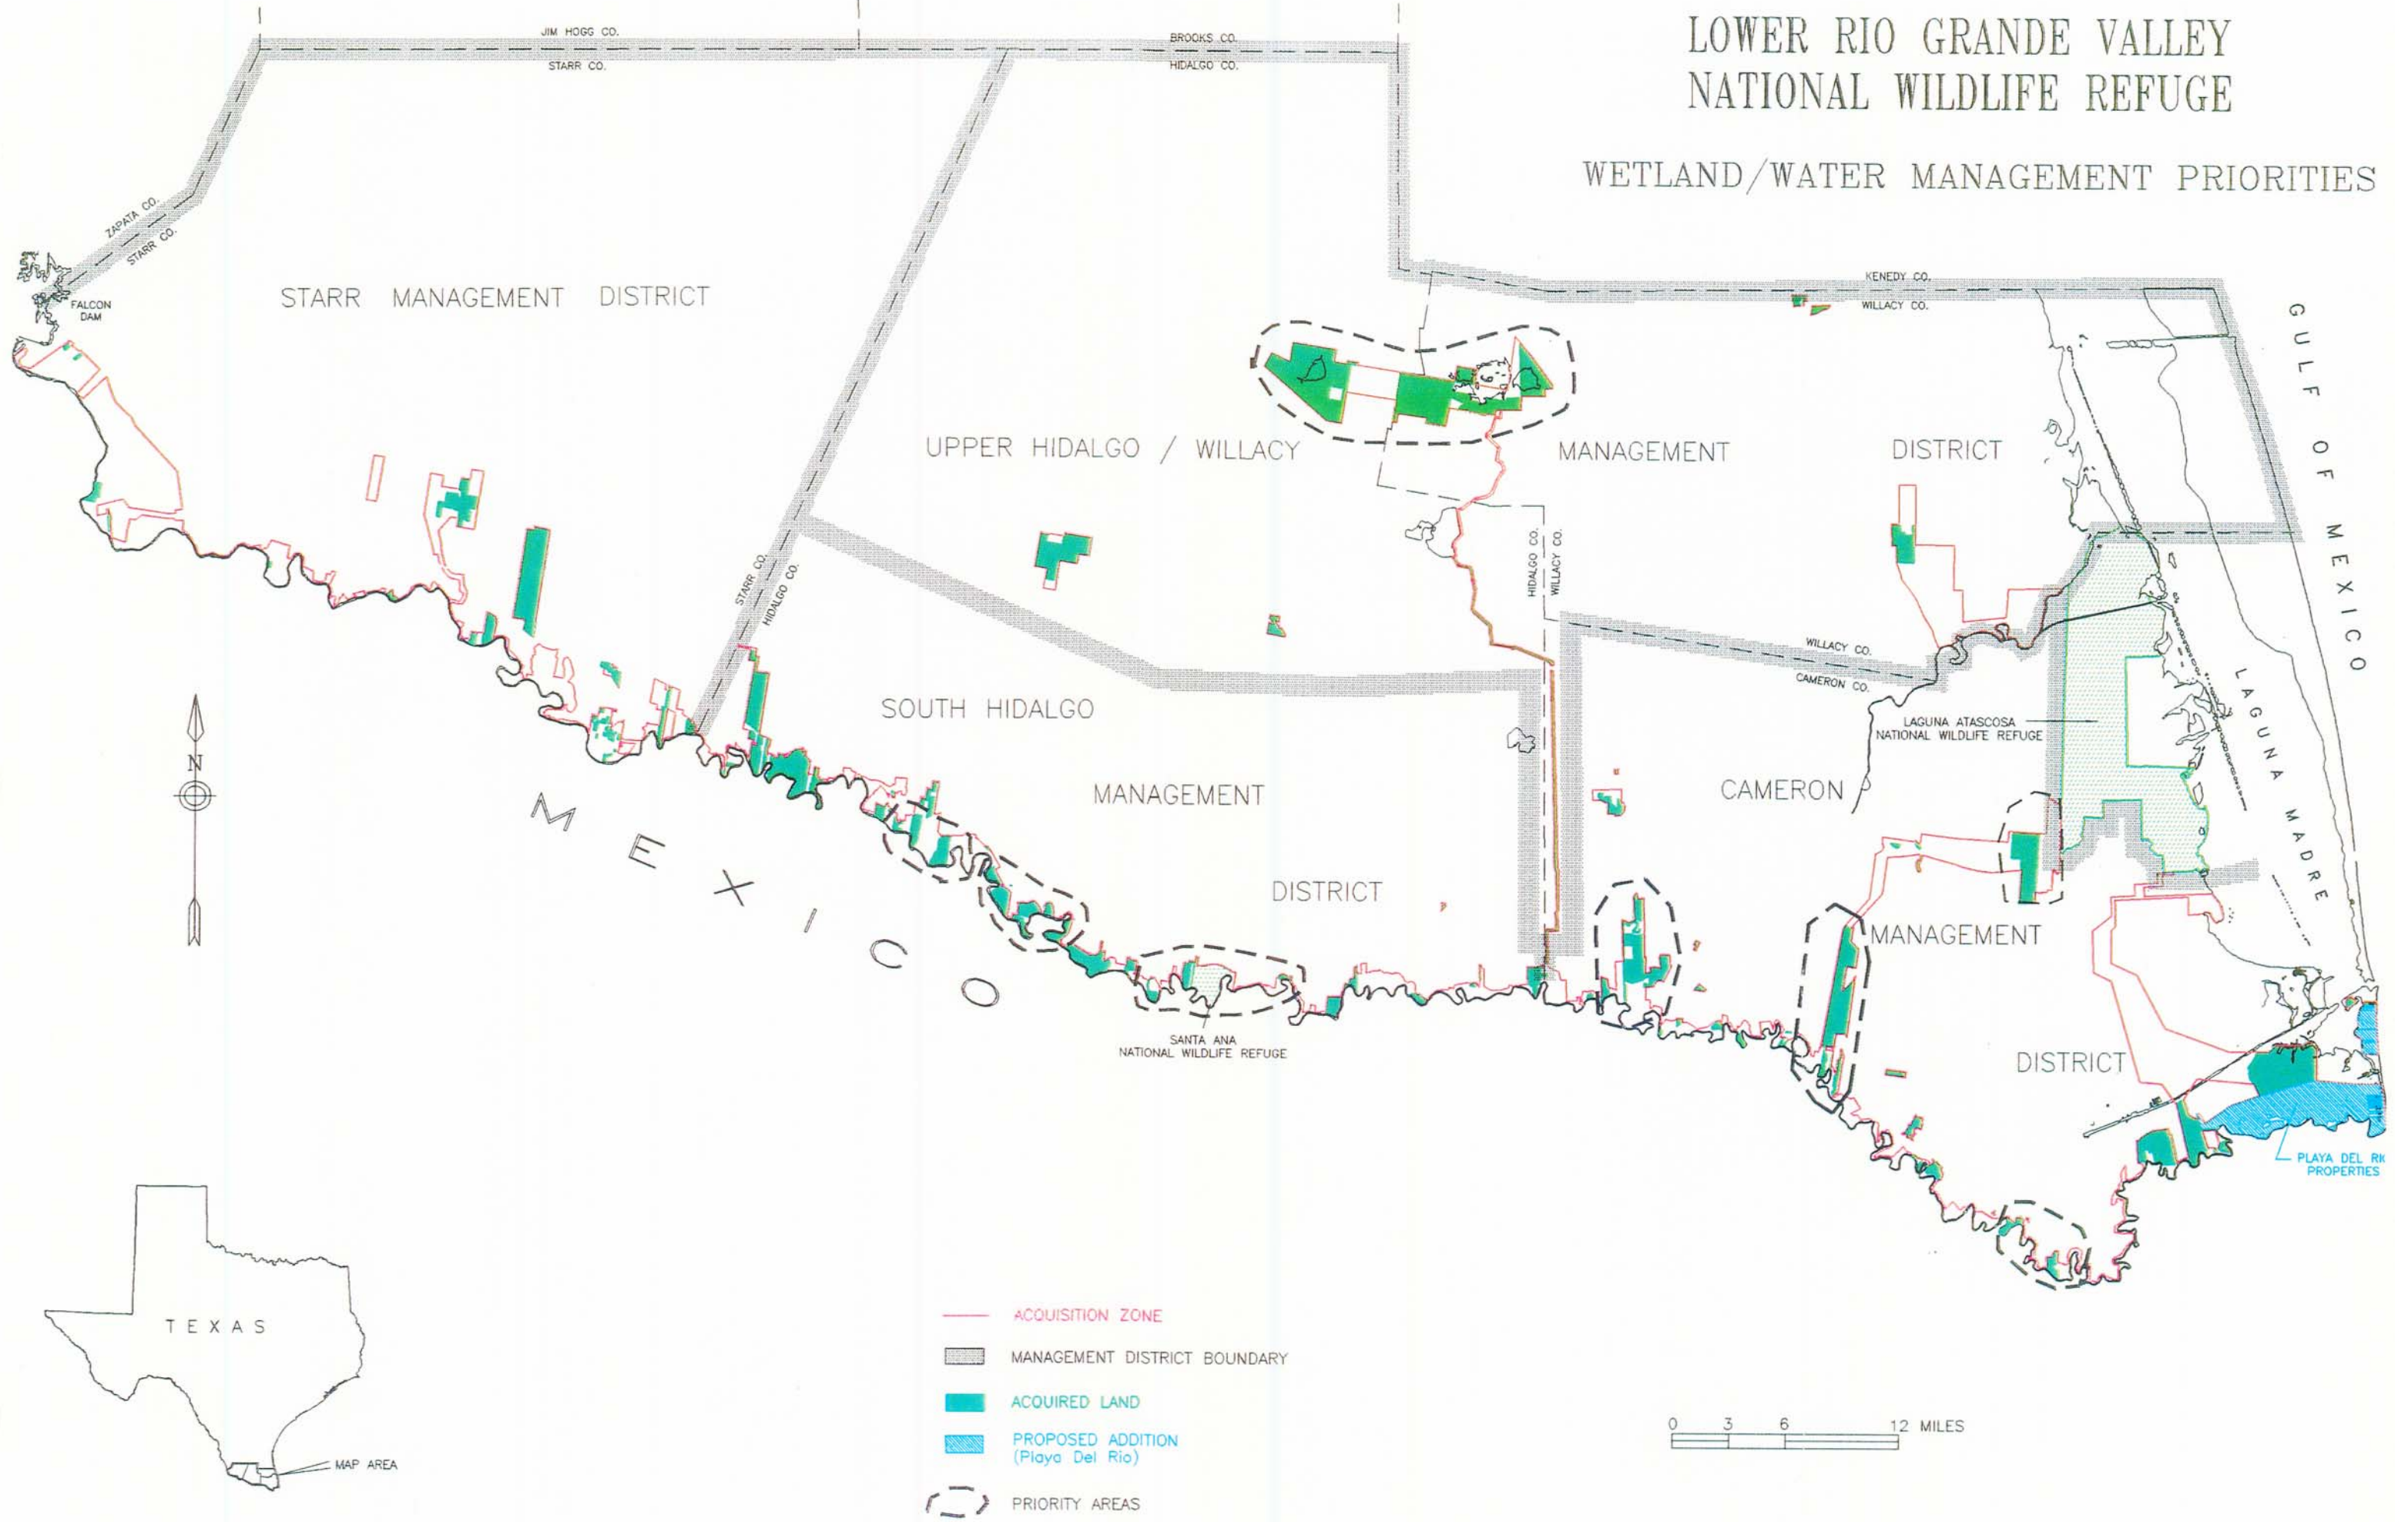 LOWER RIO GRANDE VALLEY
NATIONAL WILDLIFE REFUGE
WETLAND/WATER MANAGEMENT PRIORITIES
JIM HOGG CO.
STARR CO.
BROOKS CO.
HIDALGO CO.
ZAPATA CO.
STARR CO.
FALCON
DAM
STARR MANAGEMENT DISTRICT
KENEDY CO.
WILLACY CO.
GULF OF MEXICO
UPPER HIDALGO / WILLACY MANAGEMENT DISTRICT
STARR CO.
HIDALGO CO.
HIDALGO CO.
WILLACY CO.
WILLACY CO.
CAMERON CO.
SOUTH HIDALGO
MANAGEMENT
DISTRICT
LAGUNA ATASCOSA
NATIONAL WILDLIFE REFUGE
LAGUNA MADRE
CAMERON
MANAGEMENT
DISTRICT
N
MEXICO
SANTA ANA
NATIONAL WILDLIFE REFUGE
PLAYA DEL RI
PROPERTIES
TEXAS
MAP AREA
ACQUISITION ZONE
MANAGEMENT DISTRICT BOUNDARY
ACQUIRED LAND
PROPOSED ADDITION
(Playa Del Rio)
PRIORITY AREAS
0 3 6 12 MILES